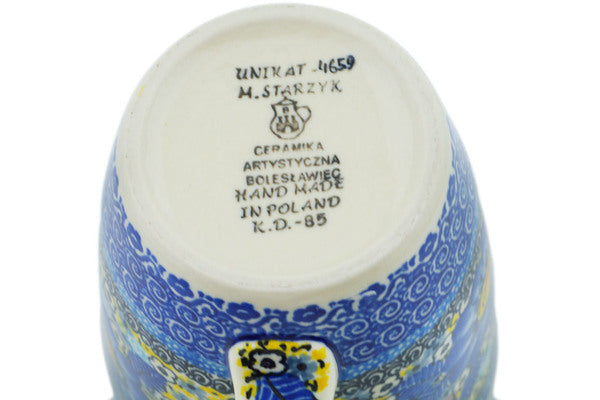 UNIKAT -4659
M. STARZYK
CERAMIKA
ARTYSTYCZNA
BOLESŁAWIEC
HAND MADE
IN POLAND
K.D.-85